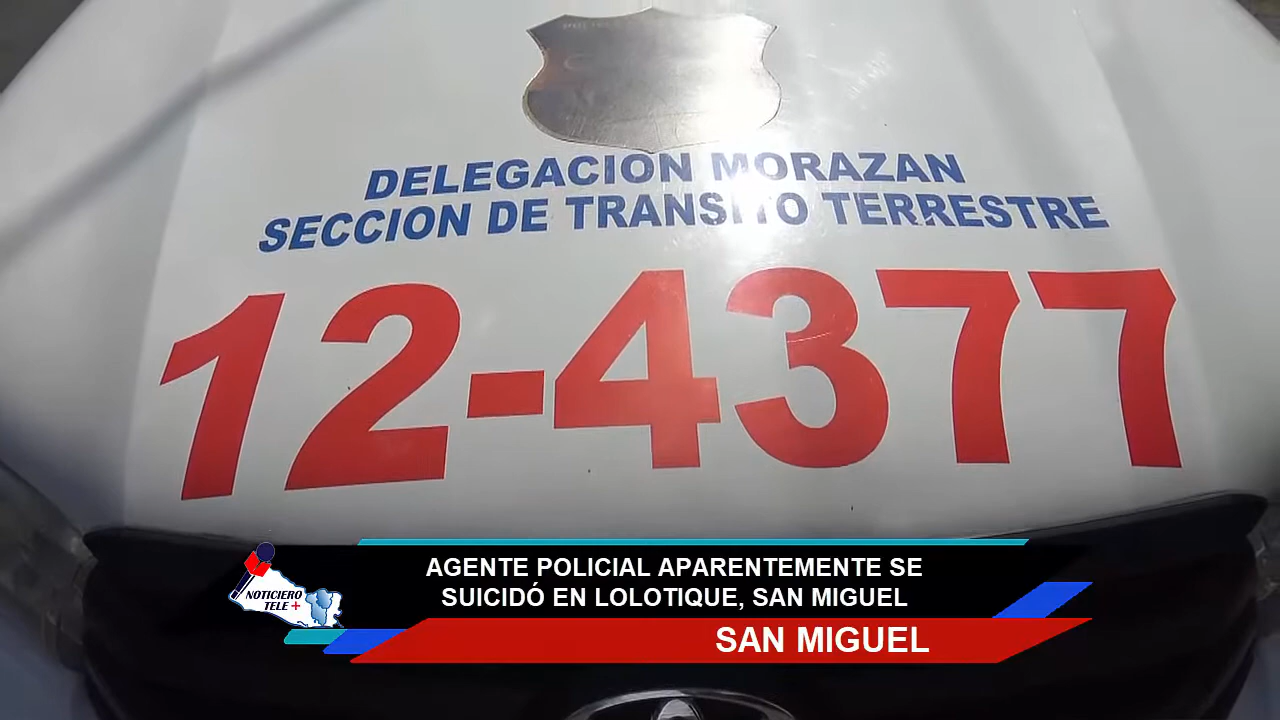 DELEGACION MORAZAN
SECCION DE TRANSITO TERRESTRE
12-4377
AGENTE POLICIAL APARENTEMENTE SE
SUICIDÓ EN LOLOTIQUE, SAN MIGUEL
NOTICIERO
TELE +
SAN MIGUEL